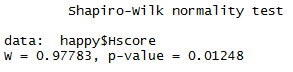 Shapiro-Wilk normality test
data:  happy$Hscore
W = 0.97783, p-value = 0.01248